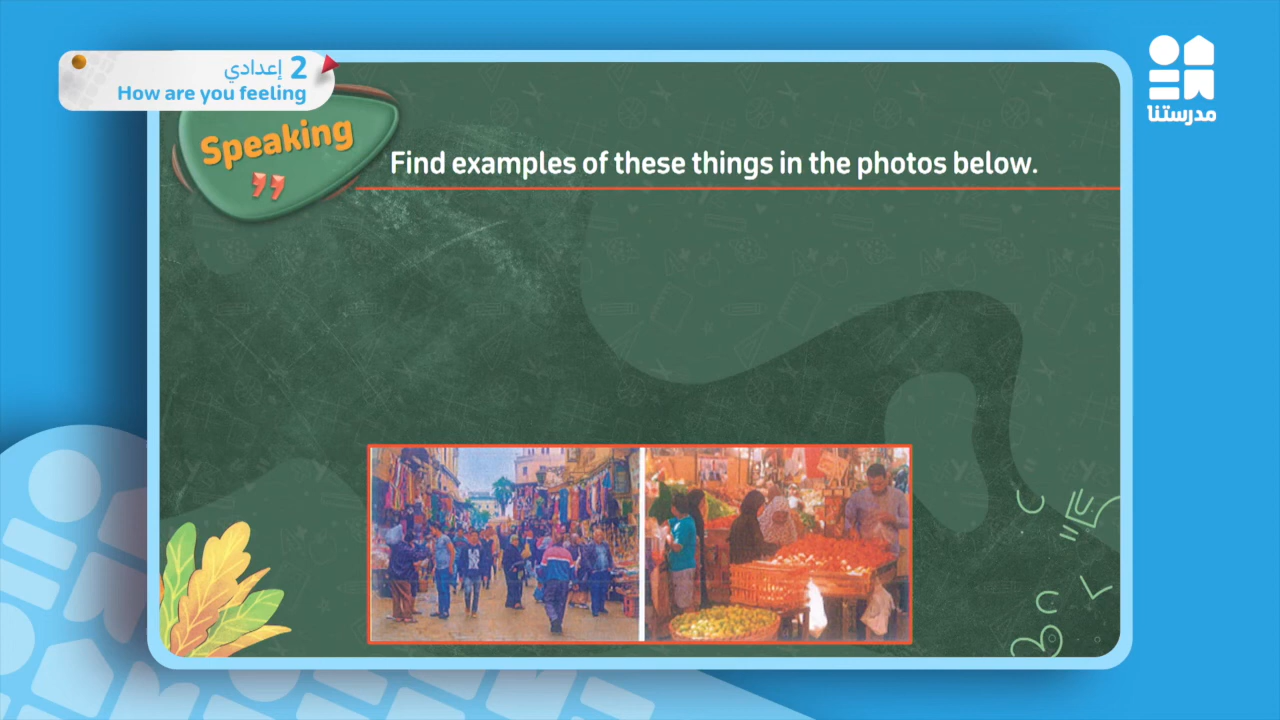 2 إعدادي
How are you feeling
مدرستنا
Speaking
Find examples of these things in the photos below.